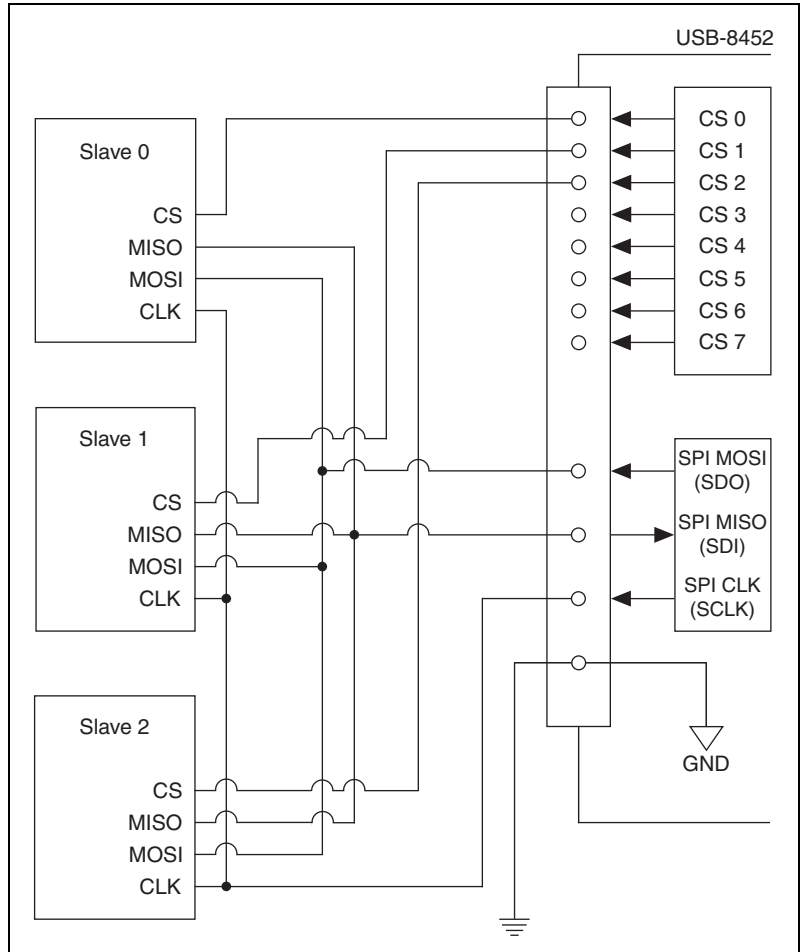 USB-8452
Slave 0
CS
MISO
MOSI
CLK
Slave 1
CS
MISO
MOSI
CLK
Slave 2
CS
MISO
MOSI
CLK
CS 0
CS 1
CS 2
CS 3
CS 4
CS 5
CS 6
CS 7
SPI MOSI
(SDO)
SPI MISO
(SDI)
SPI CLK
(SCLK)
GND